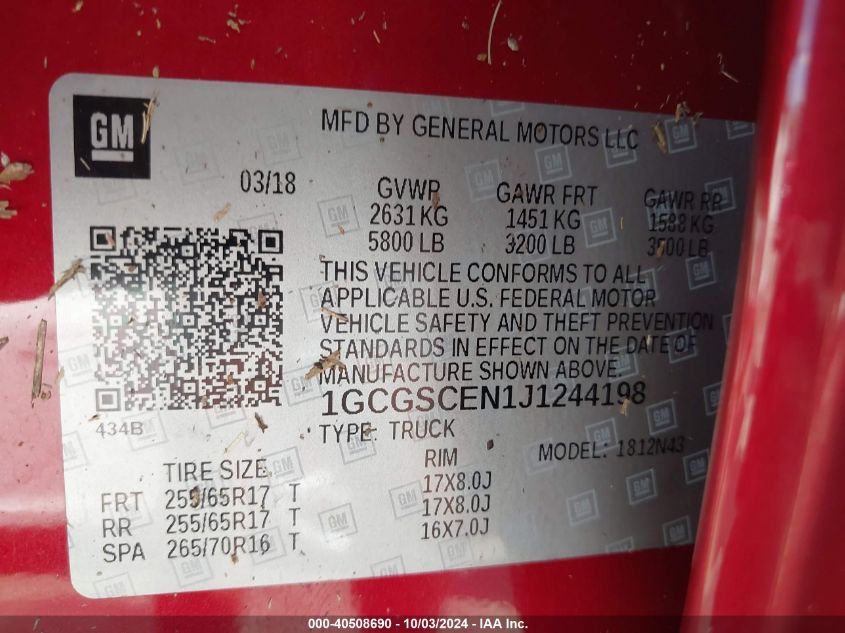 GM
MFD BY GENERAL MOTORS LLC
03/18
GVWR GAWR FRT GAWR RR
2631 KG 1451 KG 1588 KG
5800 LB 3200 LB 3500 LB
THIS VEHICLE CONFORMS TO ALL
APPLICABLE U.S. FEDERAL MOTOR
VEHICLE SAFETY AND THEFT PREVENTION
STANDARDS IN EFFECT ON THE DATE OF
MANUFACTURE SHOWN ABOVE.
1GCGSCEN1J1244198
434B
TYPE: TRUCK
MODEL: 1812N43
TIRE SIZE RIM
FRT 255/65R17 T 17X8.0J
RR 255/65R17 T 17X8.0J
SPA 265/70R16 T 16X7.0J
000-40508690 - 10/03/2024 - IAA Inc.